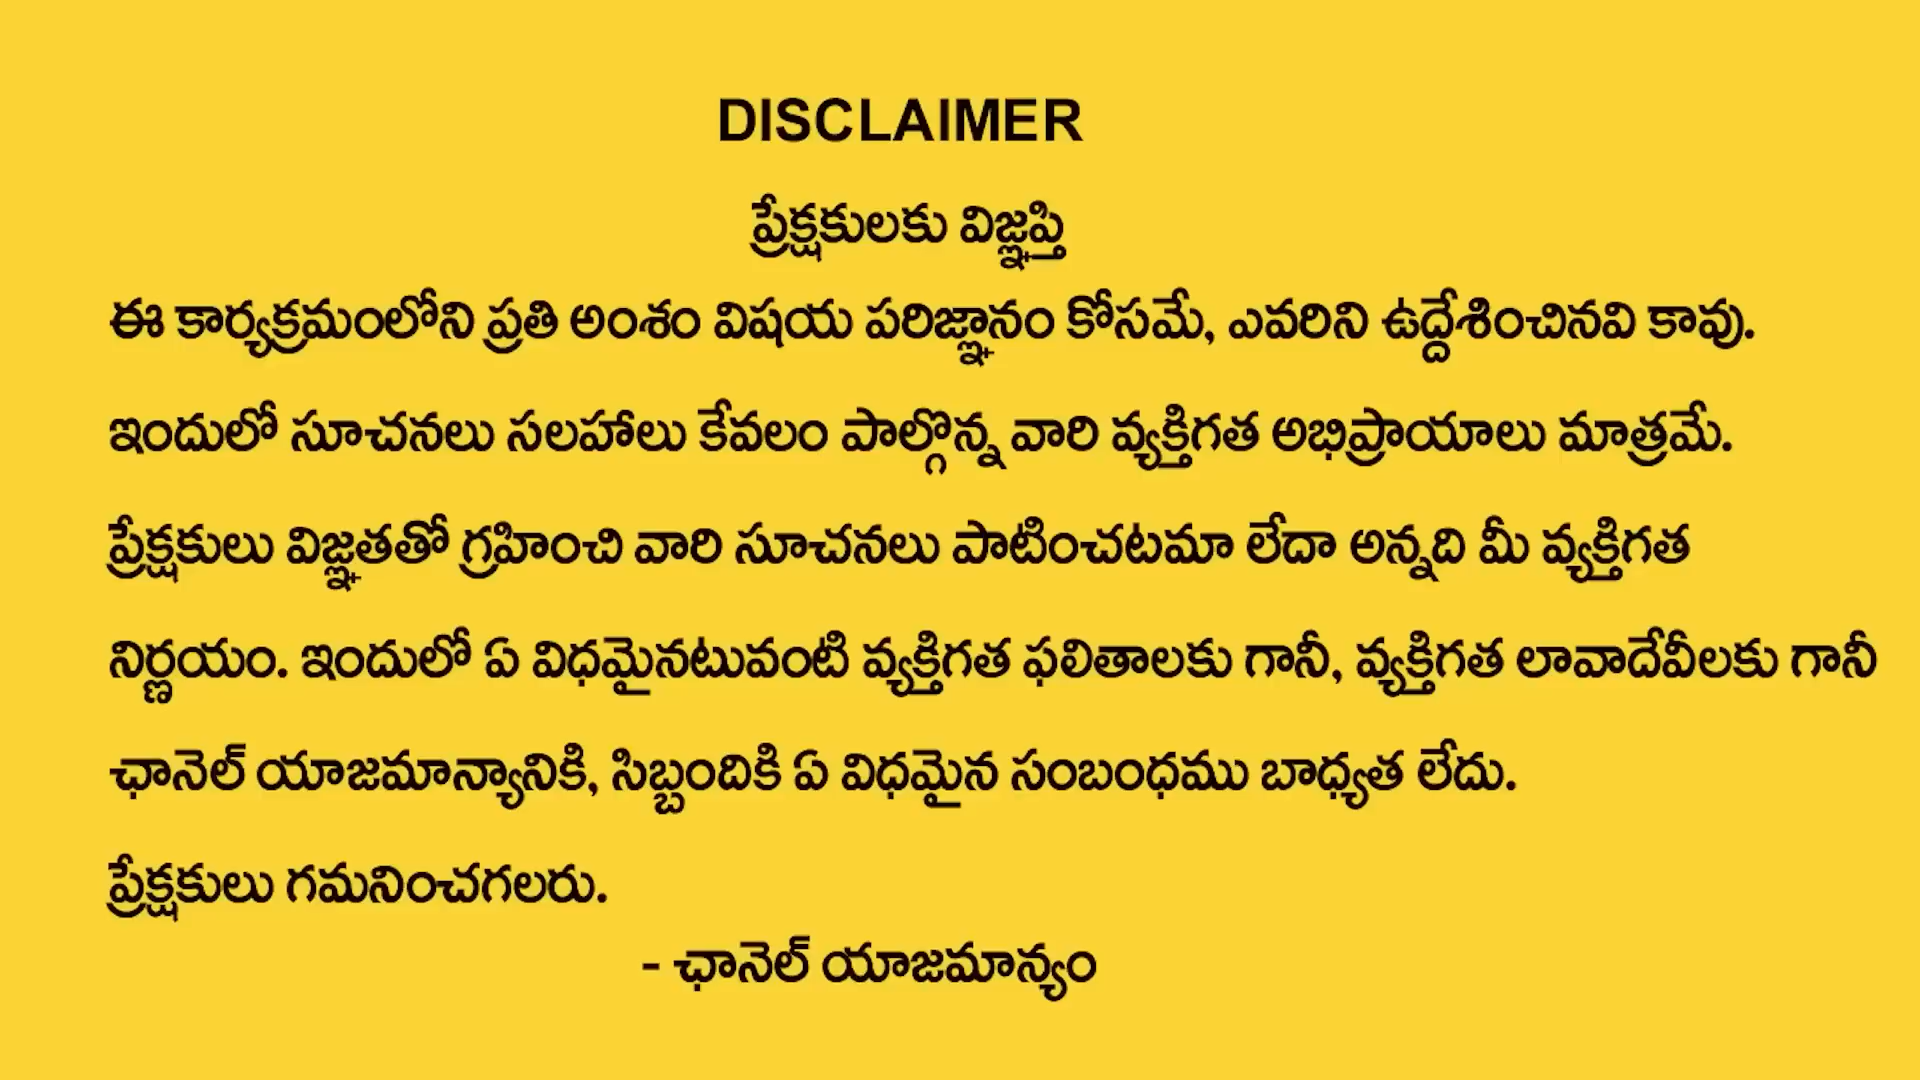 DISCLAIMER
ప్రేక్షకులకు విజ్ఞప్తి
ఈ కార్యక్రమంలోని ప్రతి అంశం విషయ పరిజ్ఞానం కోసమే, ఎవరిని ఉద్దేశించినవి కావు.
ఇందులో సూచనలు సలహాలు కేవలం పాల్గొన్న వారి వ్యక్తిగత అభిప్రాయాలు మాత్రమే.
ప్రేక్షకులు విజ్ఞతతో గ్రహించి వారి సూచనలు పాటించటమా లేదా అన్నది మీ వ్యక్తిగత
నిర్ణయం. ఇందులో ఏ విధమైనటువంటి వ్యక్తిగత ఫలితాలకు గానీ, వ్యక్తిగత లావాదేవీలకు గానీ
ఛానెల్ యాజమాన్యానికి, సిబ్బందికి ఏ విధమైన సంబంధము బాధ్యత లేదు.
ప్రేక్షకులు గమనించగలరు.
- ఛానెల్ యాజమాన్యం